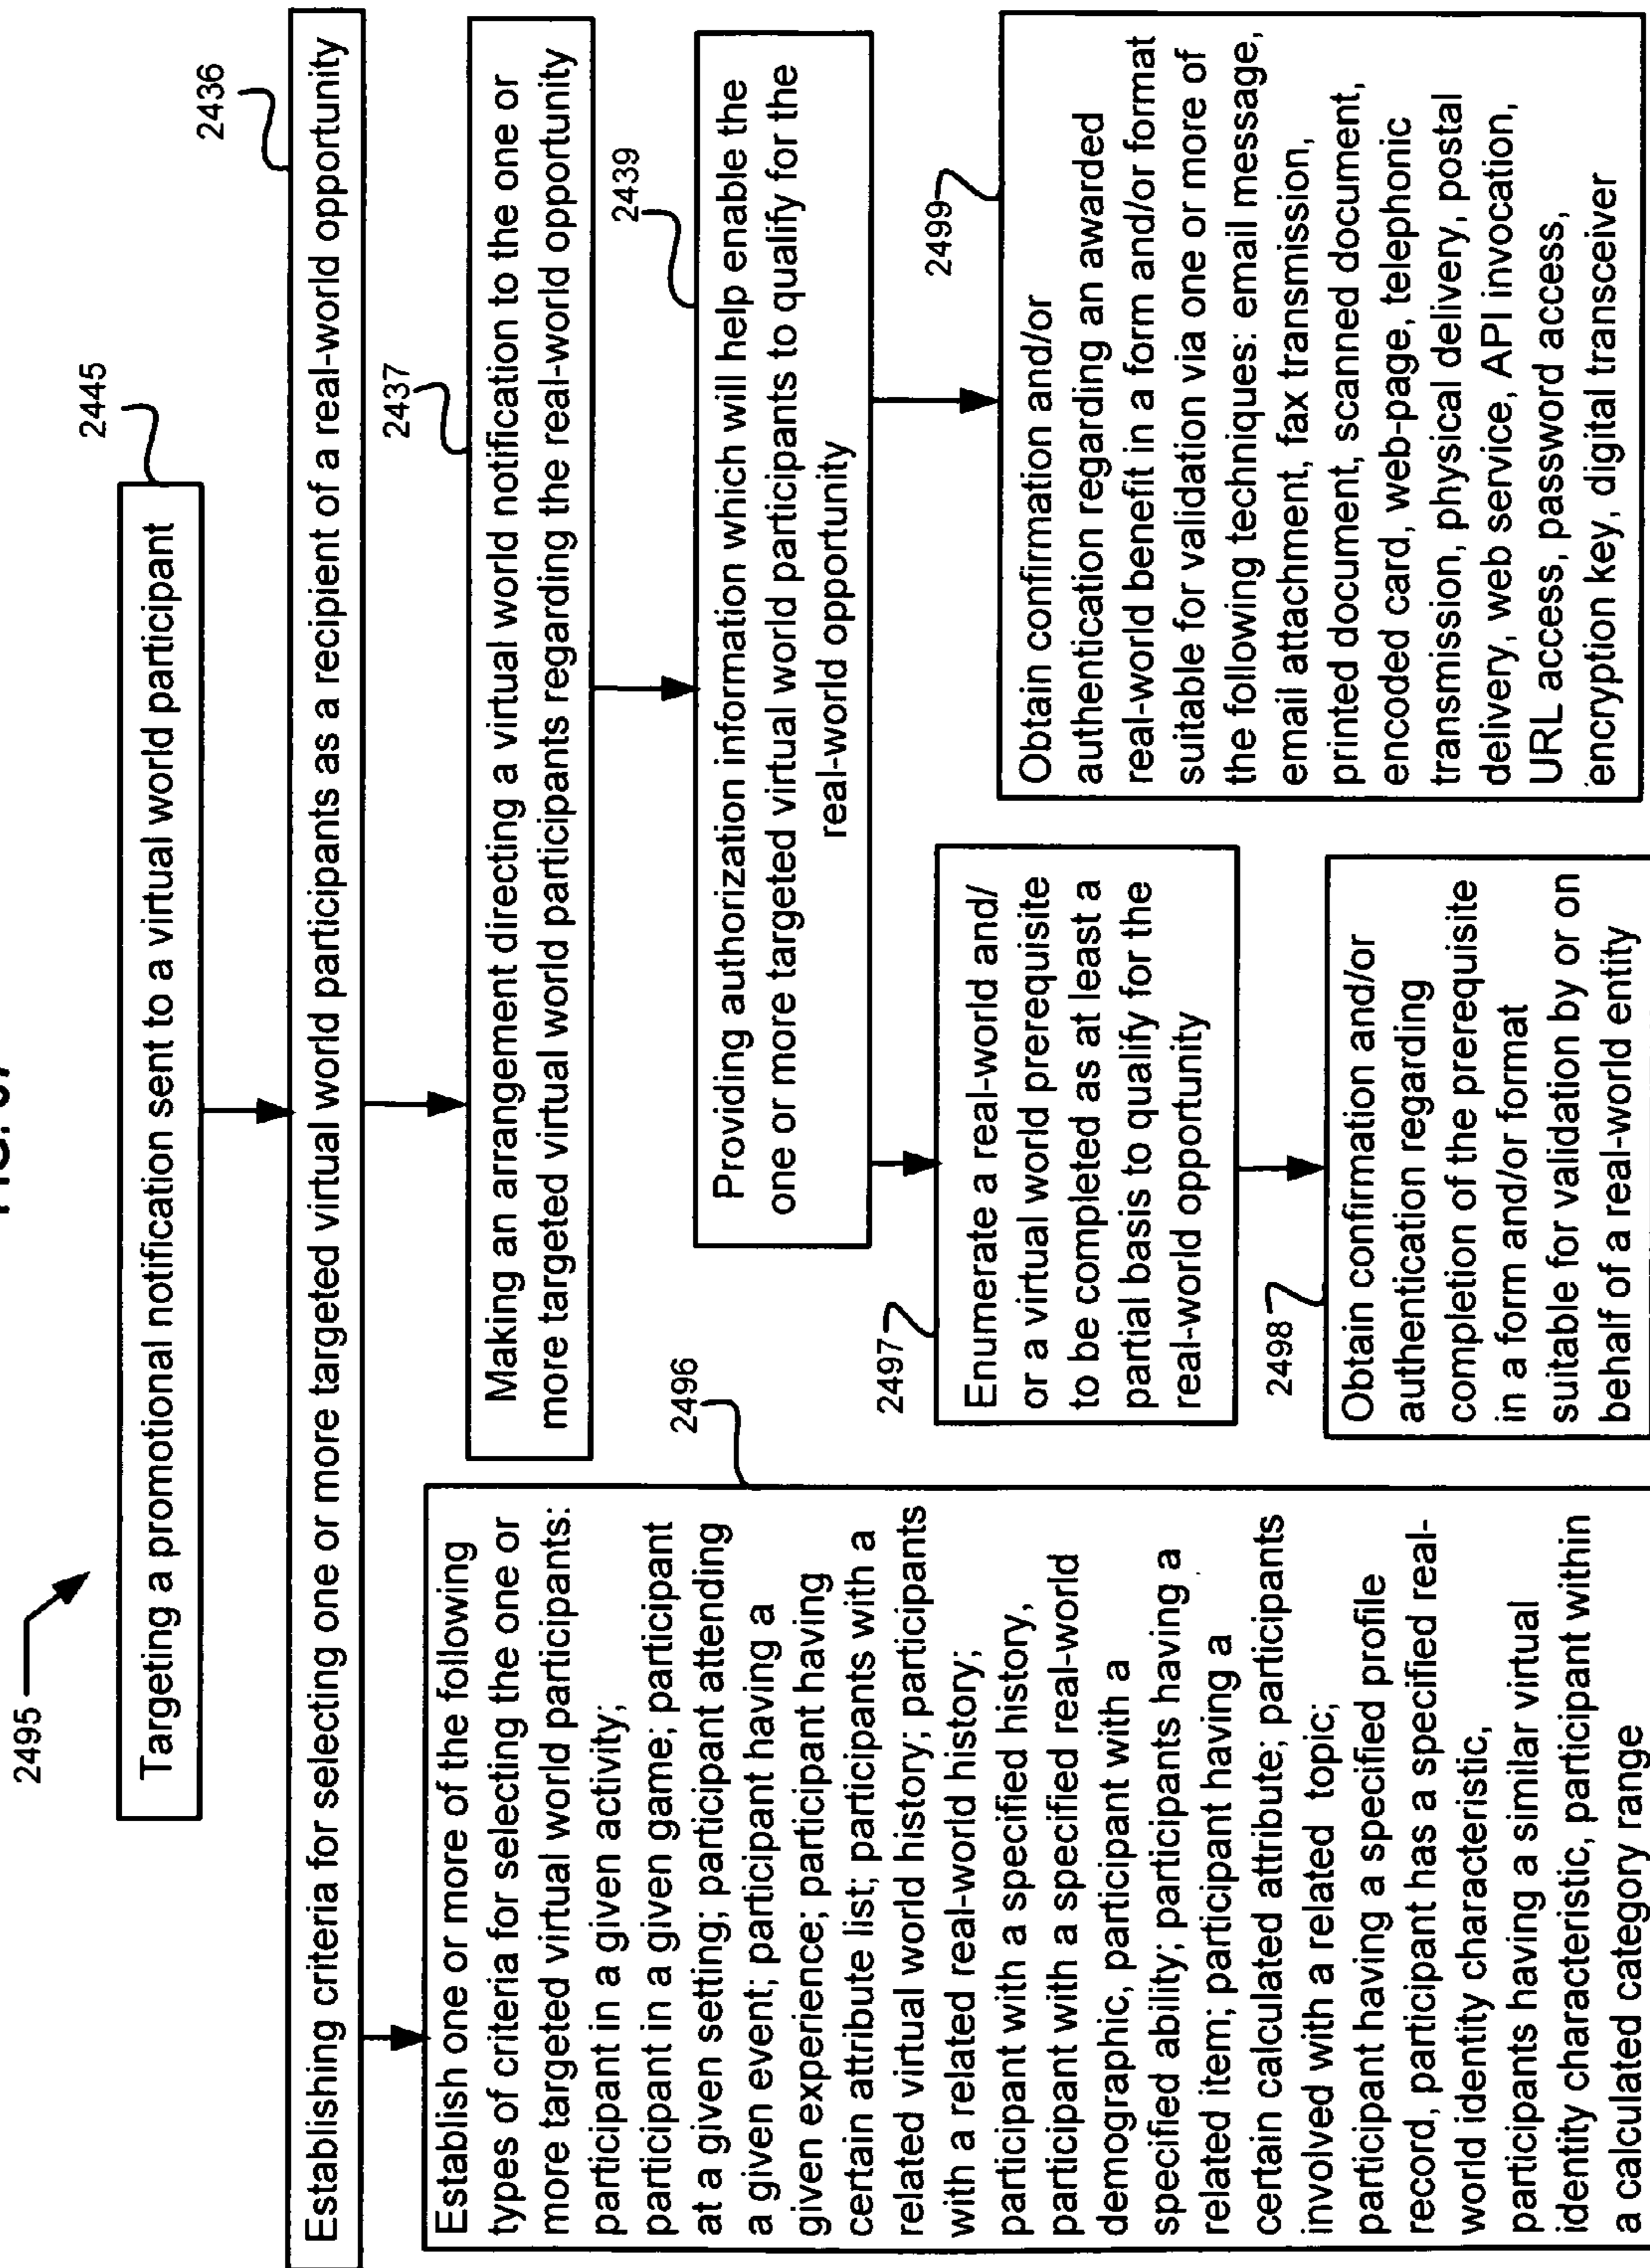 2495
Targeting a promotional notification sent to a virtual world participant
2445
Establishing criteria for selecting one or more targeted virtual world participants as a recipient of a real-world opportunity
2436
Making an arrangement directing a virtual world notification to the one or
more targeted virtual world participants regarding the real-world opportunity
2437
Providing authorization information which will help enable the
one or more targeted virtual world participants to qualify for the
real-world opportunity
2439
Establish one or more of the following
types of criteria for selecting the one or
more targeted virtual world participants:
participant in a given activity;
participant in a given game; participant
at a given setting; participant attending
a given event; participant having a
given experience; participant having
certain attribute list; participants with a
related virtual world history; participants
with a related real-world history;
participant with a specified history,
participant with a specified real-world
demographic, participant with a
specified ability; participants having a
related item; participant having a
certain calculated attribute; participants
involved with a related topic;
participant having a specified profile
record, participant has a specified real-
world identity characteristic,
participants having a similar virtual
identity characteristic, participant within
a calculated category range
2496
Enumerate a real-world and/
or a virtual world prerequisite
to be completed as at least a
partial basis to qualify for the
real-world opportunity
2497
Obtain confirmation and/or
authentication regarding
completion of the prerequisite
in a form and/or format
suitable for validation by or on
behalf of a real-world entity
2498
Obtain confirmation and/or
authentication regarding an awarded
real-world benefit in a form and/or format
suitable for validation via one or more of
the following techniques: email message,
email attachment, fax transmission,
printed document, scanned document,
encoded card, web-page, telephonic
transmission, physical delivery, postal
delivery, web service, API invocation,
URL access, password access,
encryption key, digital transceiver
2499